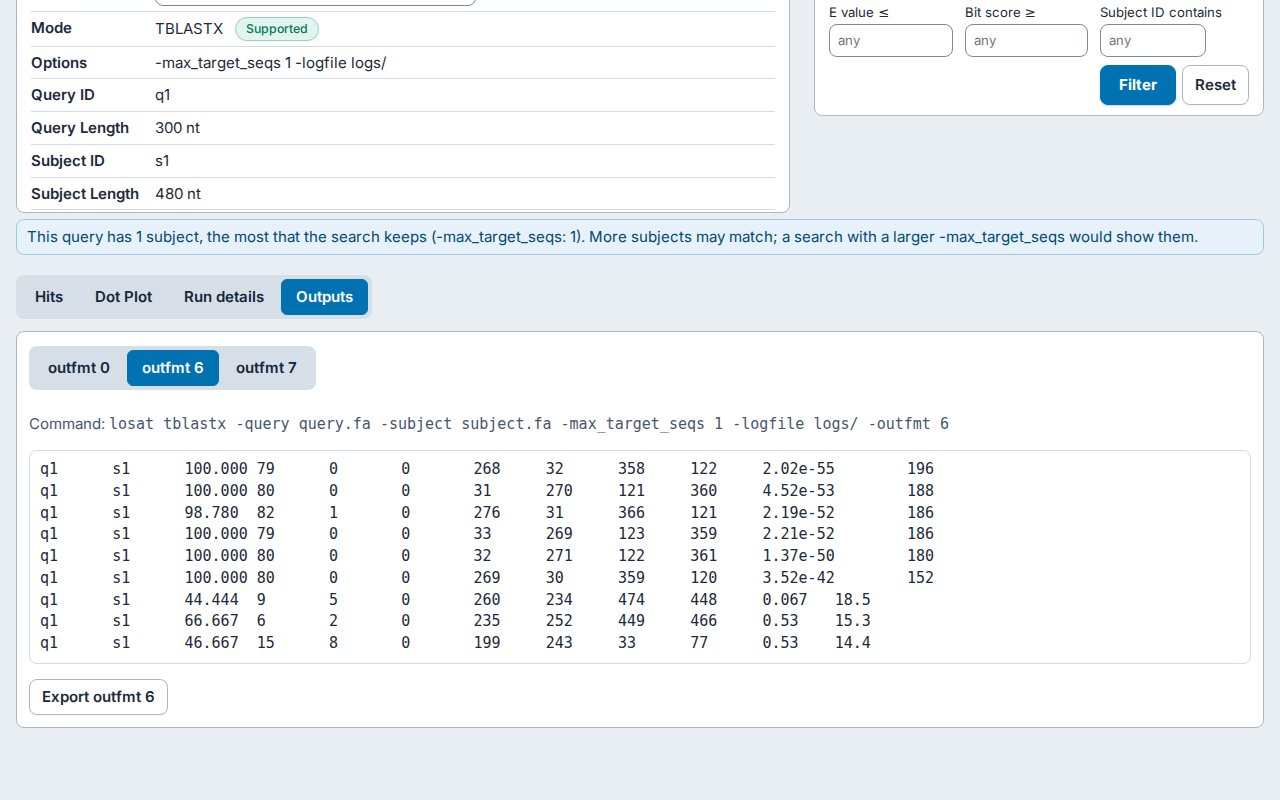 Mode TBLASTX Supported
Options -max_target_seqs 1 -logfile logs/
Query ID q1
Query Length 300 nt
Subject ID s1
Subject Length 480 nt
E value ≤ Bit score ≥ Subject ID contains
any any any
Filter Reset
This query has 1 subject, the most that the search keeps (-max_target_seqs: 1). More subjects may match; a search with a larger -max_target_seqs would show them.
Hits Dot Plot Run details Outputs
outfmt 0 outfmt 6 outfmt 7
Command: losat tblastx -query query.fa -subject subject.fa -max_target_seqs 1 -logfile logs/ -outfmt 6
q1 s1 100.000 79 0 0 268 32 358 122 2.02e-55 196
q1 s1 100.000 80 0 0 31 270 121 360 4.52e-53 188
q1 s1 98.780 82 1 0 276 31 366 121 2.19e-52 186
q1 s1 100.000 79 0 0 33 269 123 359 2.21e-52 186
q1 s1 100.000 80 0 0 32 271 122 361 1.37e-50 180
q1 s1 100.000 80 0 0 269 30 359 120 3.52e-42 152
q1 s1 44.444 9 5 0 260 234 474 448 0.067 18.5
q1 s1 66.667 6 2 0 235 252 449 466 0.53 15.3
q1 s1 46.667 15 8 0 199 243 33 77 0.53 14.4
Export outfmt 6